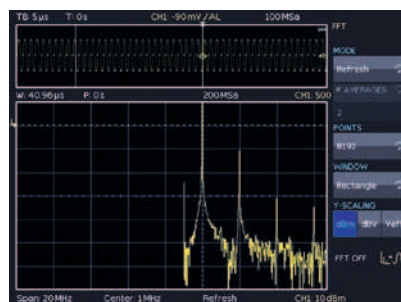 TB: 5µs T: 0s CH1: -90mV / AL 100MSa
FFT
MODE
Refresh
# AVERAGES
2
POINTS
8192
WINDOW
Rectangle
Y-SCALING
dBm dBV Veff
FFT OFF
W: 40.96µs P: 0s 200MSa CH1: 500
Span: 20MHz Center: 1MHz Refresh CH1: 10dBm